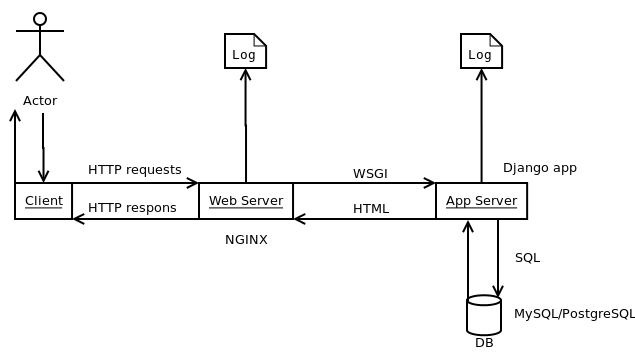 Log
Log
Actor
HTTP requests
WSGI
Django app
Client
HTTP respons
Web Server
HTML
App Server
NGINX
SQL
MySQL/PostgreSQL
DB